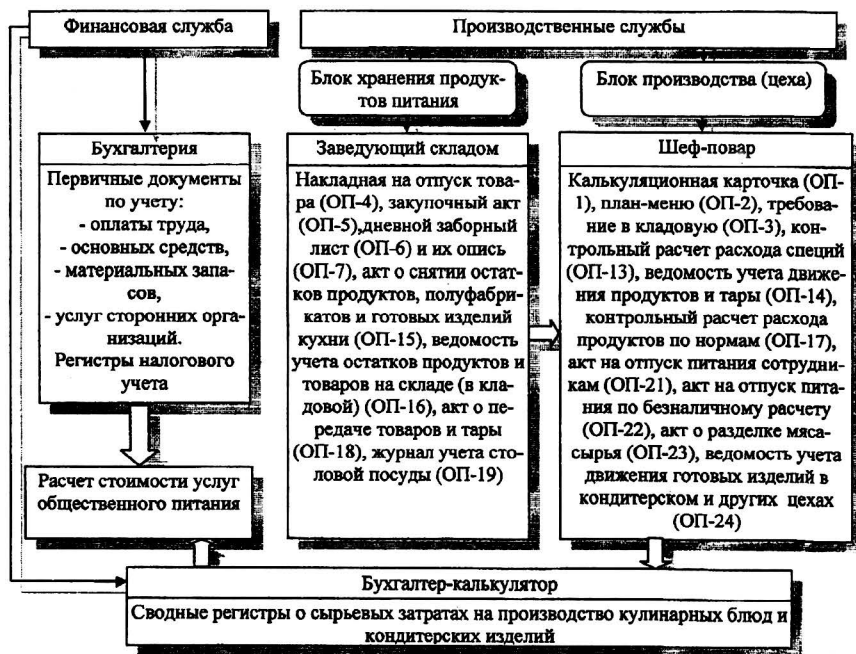 Финансовая служба
Производственные службы
Блок хранения продук-
тов питания
Блок производства (цеха)
Бухгалтерия
Первичные документы
по учету:
- оплаты труда,
- основных средств,
- материальных запа-
сов,
- услуг сторонних орга-
низаций.
Регистры налогового
учета
Расчет стоимости услуг
общественного питания
Заведующий складом
Накладная на отпуск това-
ра (ОП-4), закупочный акт
(ОП-5),дневной заборный
лист (ОП-6) и их опись
(ОП-7), акт о снятии остат-
ков продуктов, полуфабри-
катов и готовых изделий
кухни (ОП-15), ведомость
учета остатков продуктов и
товаров на складе (в кла-
довой) (ОП-16), акт о пе-
редаче товаров и тары
(ОП-18), журнал учета сто-
ловой посуды (ОП-19)
Шеф-повар
Калькуляционная карточка (ОП-
1), план-меню (ОП-2), требование
в кладовую (ОП-3), кон-
трольный расчет расхода специй
(ОП-13), ведомость учета движе-
ния продуктов и тары (ОП-14),
контрольный расчет расхода
продуктов по нормам (ОП-17),
акт на отпуск питания сотрудни-
кам (ОП-21), акт на отпуск пита-
ния по безналичному расчету
(ОП-22), акт о разделке мяса-
сырья (ОП-23), ведомость учета
движения готовых изделий в
кондитерском и других цехах
(ОП-24)
Бухгалтер-калькулятор
Сводные регистры о сырьевых затратах на производство кулинарных блюд и
кондитерских изделий